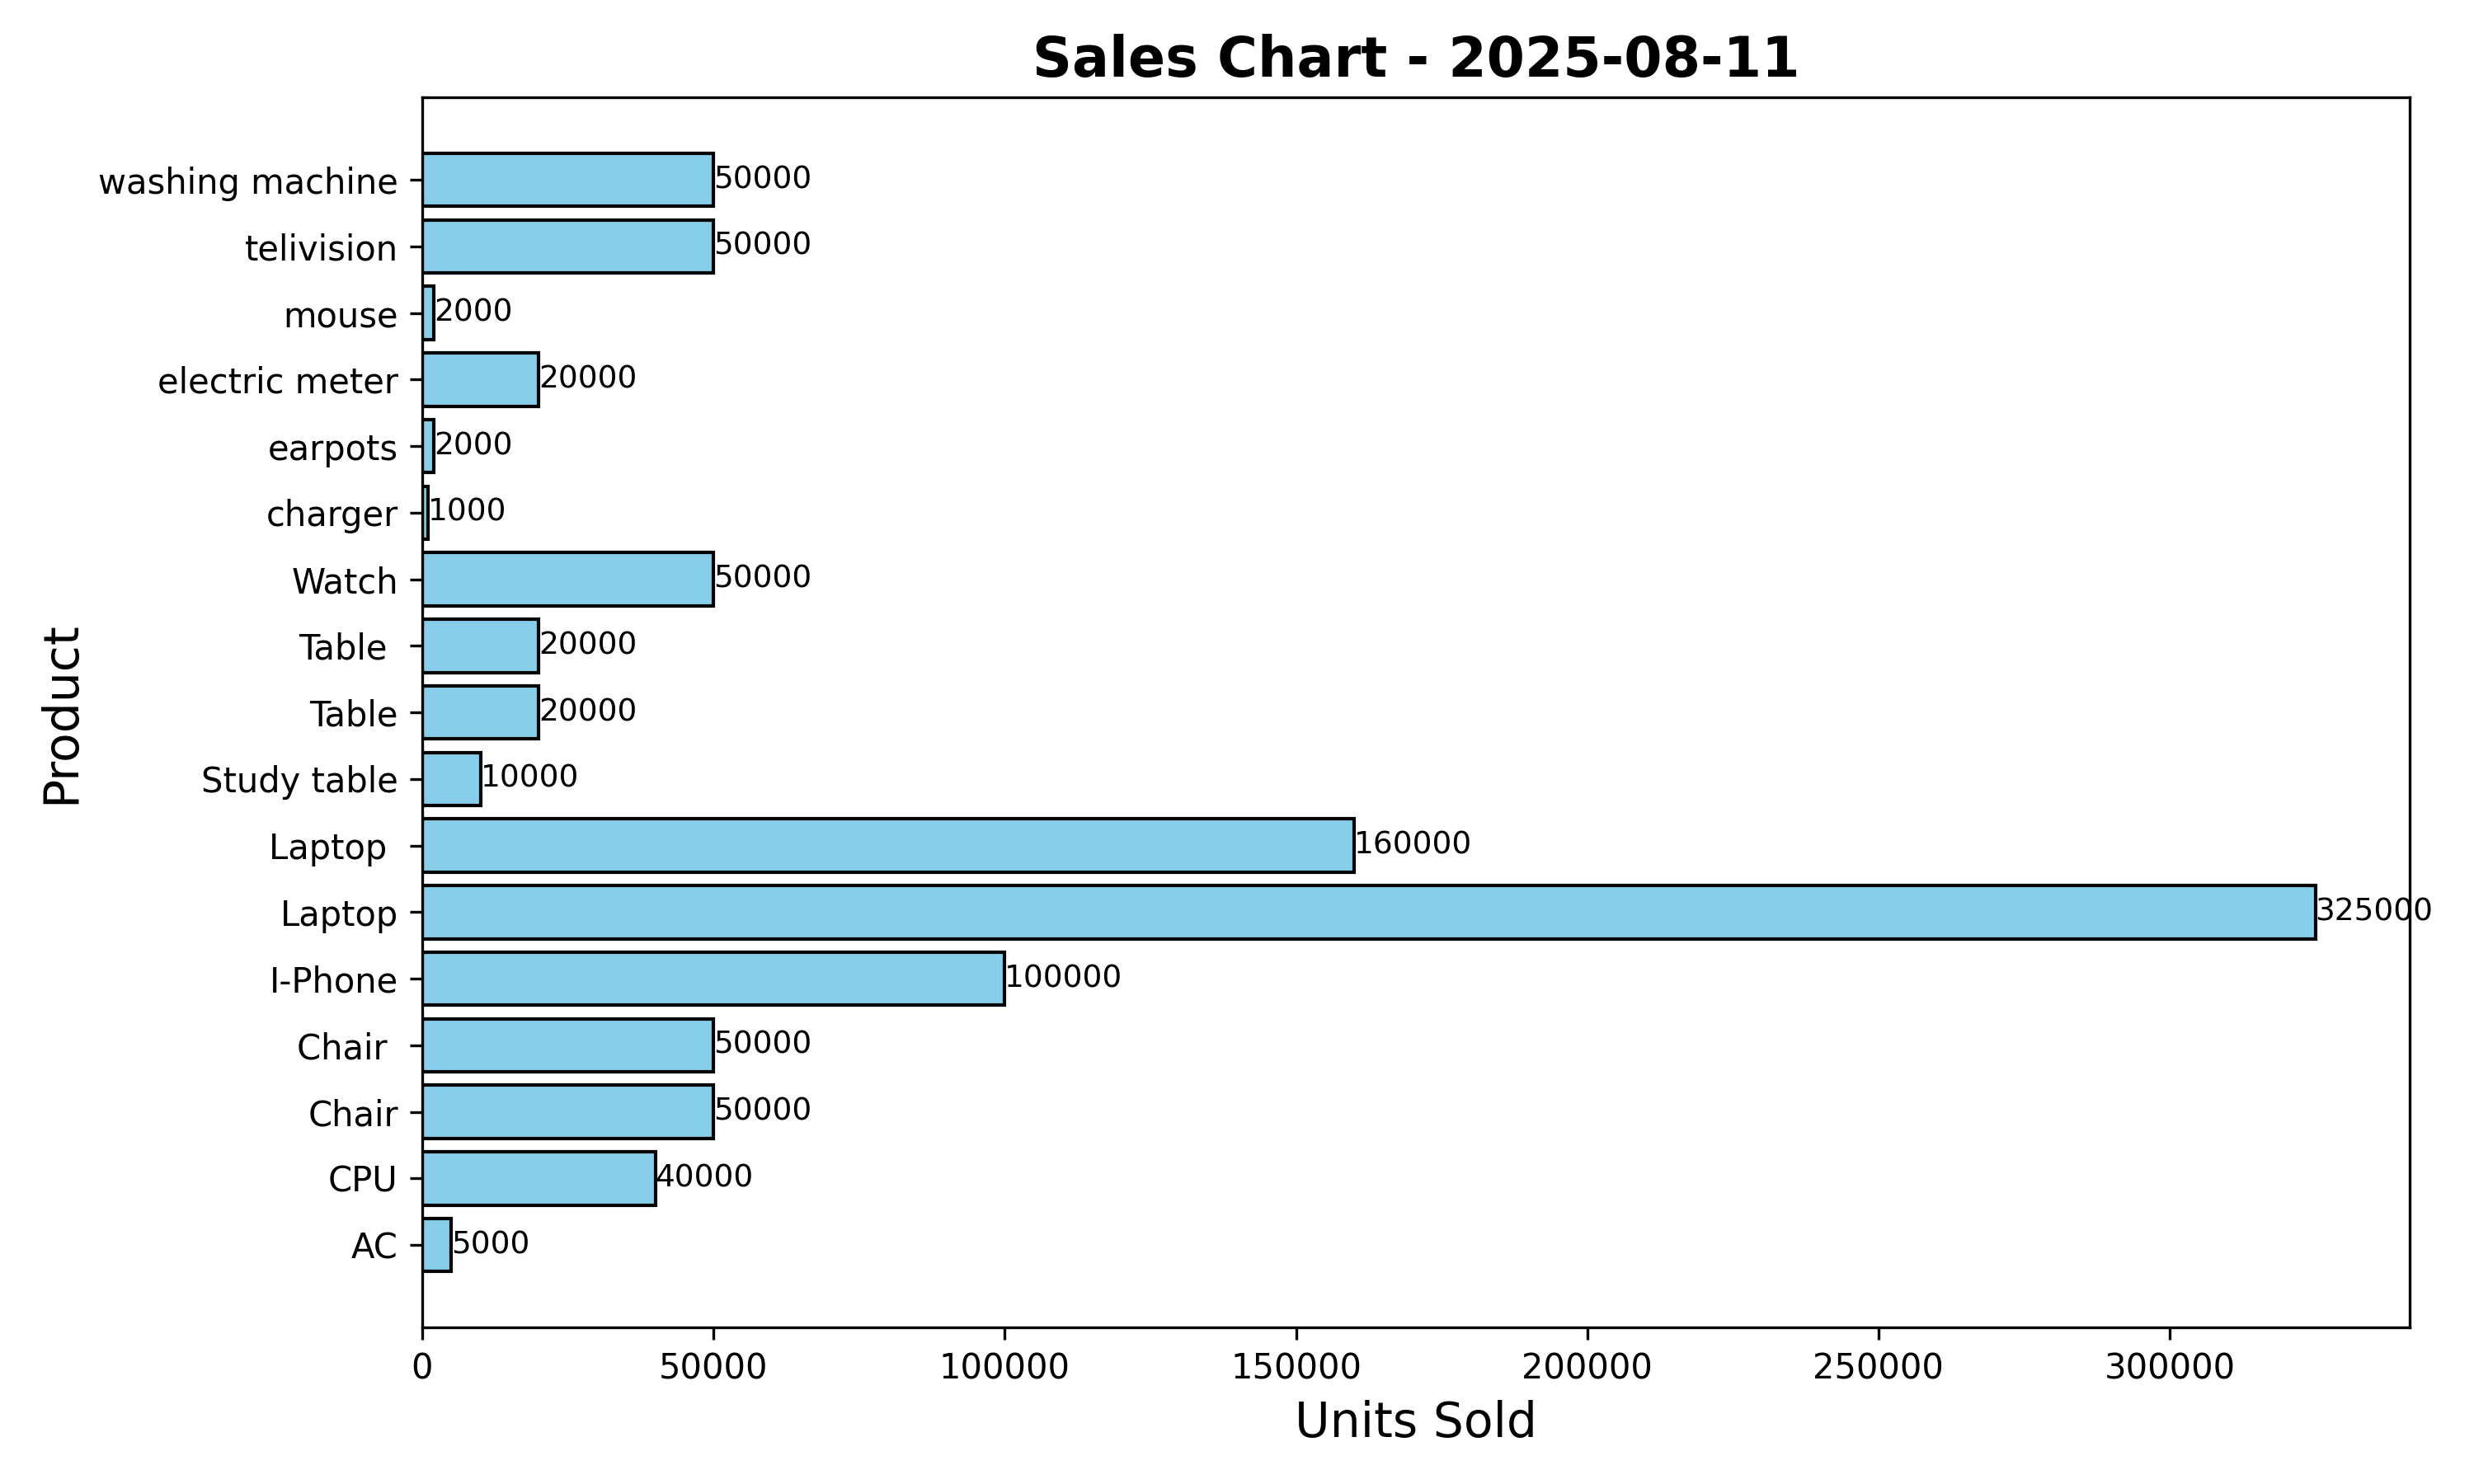 Sales Chart - 2025-08-11
washing machine 50000
telivision 50000
mouse 2000
electric meter 20000
earpots 2000
charger 1000
Watch 50000
Table 20000
Table 20000
Study table 10000
Laptop 160000
Laptop 325000
I-Phone 100000
Chair 50000
Chair 50000
CPU 40000
AC 5000
Product
0 50000 100000 150000 200000 250000 300000
Units Sold